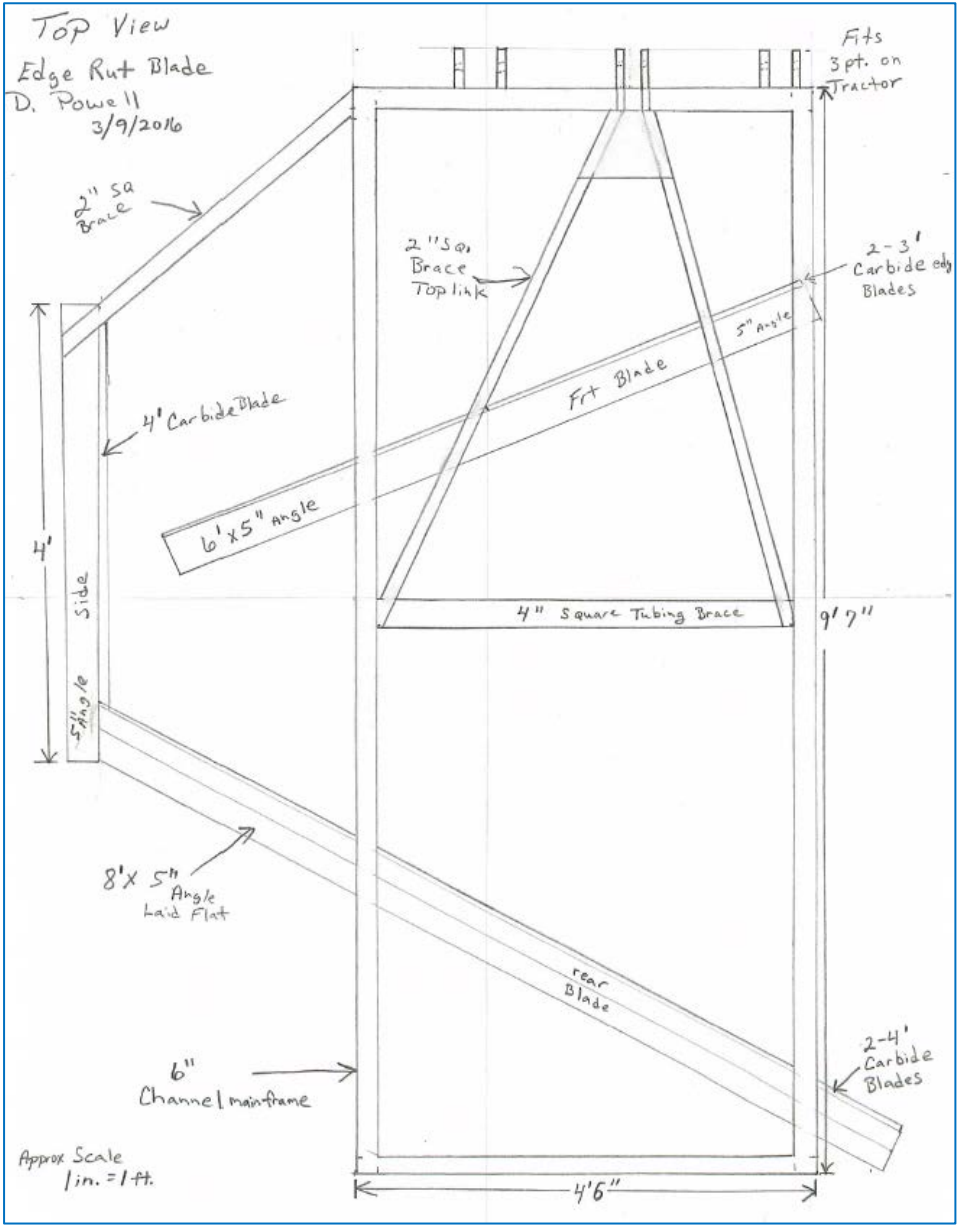 Top View
Edge Rut Blade
D. Powell
3/9/2016
Fits
3pt. on
Tractor
2" sq
Brace
2" Sq.
Brace
Top link
2-3'
Carbide edg
Blades
5" Angle
Frt Blade
4' Carbide Blade
6' x 5" Angle
4'
Side
5" Angle
4" Square Tubing Brace
9' 7"
8' x 5"
Angle
Laid Flat
rear
Blade
2-4'
Carbide
Blades
6"
Channel mainframe
Approx Scale
1 in. = 1 ft.
4'6"